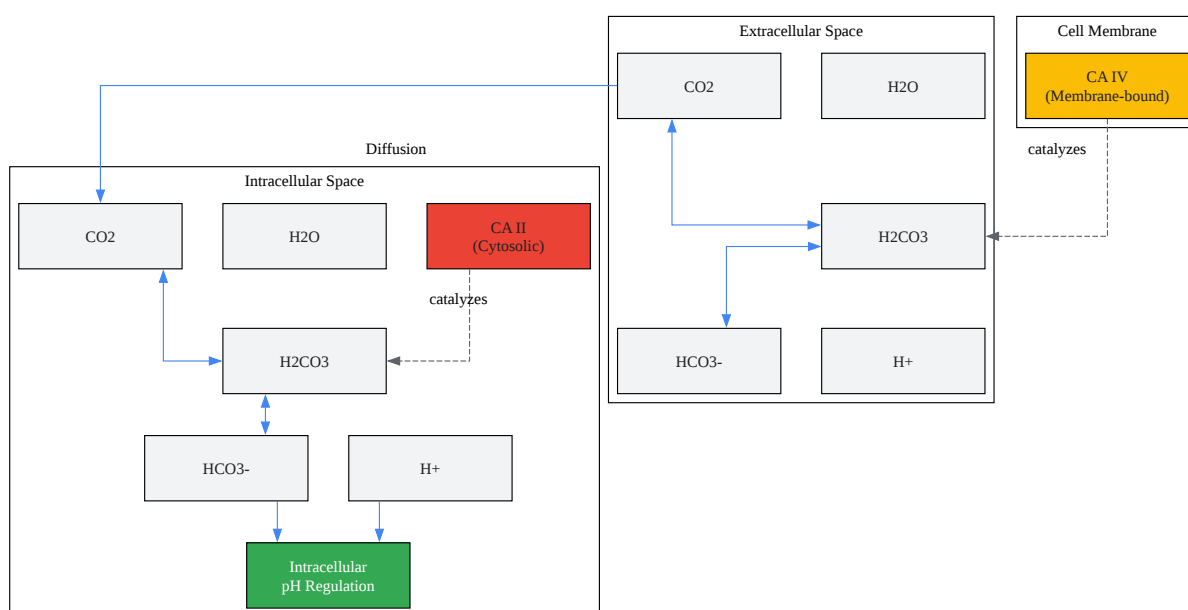 Extracellular Space
Cell Membrane
CO2
H2O
CA IV
(Membrane-bound)
Diffusion
catalyzes
Intracellular Space
CO2
H2O
CA II
(Cytosolic)
H2CO3
catalyzes
H2CO3
HCO3-
H+
HCO3-
H+
Intracellular
pH Regulation